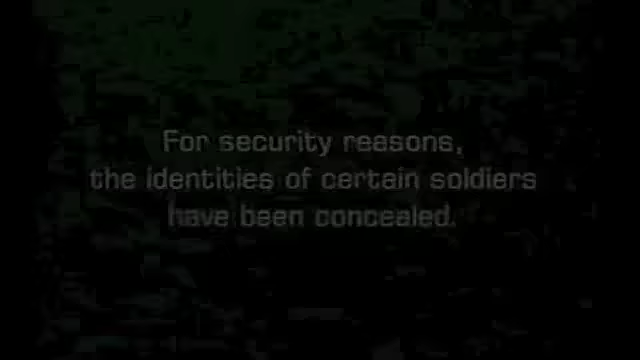 For security reasons,
the identities of certain soldiers
have been concealed.